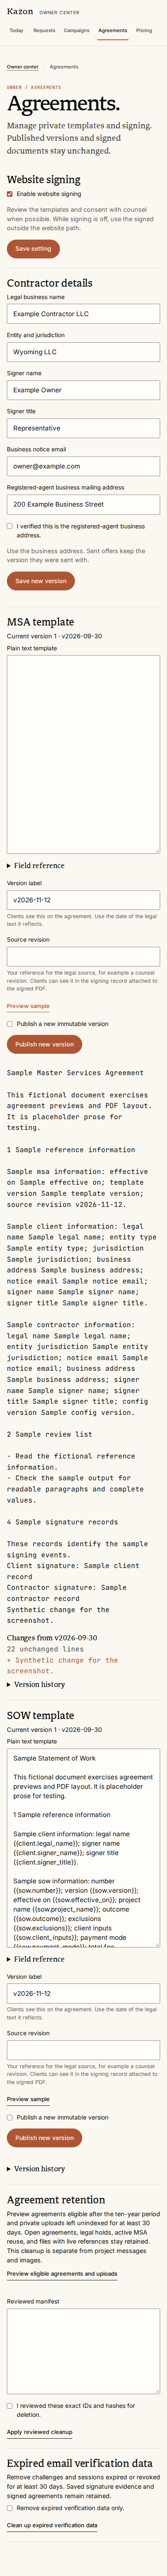 Kazon OWNER CENTER
Today Requests Campaigns Agreements Pricing
Owner center Agreements
OWNER / AGREEMENTS
Agreements.
Manage private templates and signing.
Published versions and signed
documents stay unchanged.
Website signing
Enable website signing
Review the templates and consent with counsel
when possible. While signing is off, use the signed
outside the website path.
Save setting
Contractor details
Legal business name
Example Contractor LLC
Entity and jurisdiction
Wyoming LLC
Signer name
Example Owner
Signer title
Representative
Business notice email
owner@example.com
Registered-agent business mailing address
200 Example Business Street
I verified this is the registered-agent business
address.
Use the business address. Sent offers keep the
version they were sent with.
Save new version
MSA template
Current version 1 · v2026-09-30
Plain text template
Field reference
Version label
v2026-11-12
Clients see this on the agreement. Use the date of the legal
text it reflects.
Source revision
Your reference for the legal source, for example a counsel
revision. Clients can see it in the signing record attached to
the signed PDF.
Preview sample
Publish a new immutable version
Publish new version
Sample Master Services Agreement
This fictional document exercises
agreement previews and PDF layout.
It is placeholder prose for
testing.
1 Sample reference information
Sample msa information: effective
on Sample effective on; template
version Sample template version;
source revision v2026-11-12.
Sample client information: legal
name Sample legal name; entity type
Sample entity type; jurisdiction
Sample jurisdiction; business
address Sample business address;
notice email Sample notice email;
signer name Sample signer name;
signer title Sample signer title.
Sample contractor information:
legal name Sample legal name;
entity jurisdiction Sample entity
jurisdiction; notice email Sample
notice email; business address
Sample business address; signer
name Sample signer name; signer
title Sample signer title; config
version Sample config version.
2 Sample review list
- Read the fictional reference
information.
- Check the sample output for
readable paragraphs and complete
values.
4 Sample signature records
These records identify the sample
signing events.
Client signature: Sample client
record
Contractor signature: Sample
contractor record
Synthetic change for the
screenshot.
Changes from v2026-09-30
22 unchanged lines
+ Synthetic change for the
screenshot.
Version history
SOW template
Current version 1 · v2026-09-30
Plain text template
Sample Statement of Work
This fictional document exercises agreement
previews and PDF layout. It is placeholder
prose for testing.
1 Sample reference information
Sample client information: legal name
{{client.legal_name}}; signer name
{{client.signer_name}}; signer title
{{client.signer_title}}.
Sample sow information: number
{{sow.number}}; version {{sow.version}};
effective on {{sow.effective_on}}; project
name {{sow.project_name}}; outcome
{{sow.outcome}}; exclusions
{{sow.exclusions}}; client inputs
{{sow.client_inputs}}; payment mode
{{sow.payment_mode}}; total fee
Field reference
Version label
v2026-11-12
Clients see this on the agreement. Use the date of the legal
text it reflects.
Source revision
Your reference for the legal source, for example a counsel
revision. Clients can see it in the signing record attached to
the signed PDF.
Preview sample
Publish a new immutable version
Publish new version
Version history
Agreement retention
Preview agreements eligible after the ten-year period
and private uploads left unindexed for at least 30
days. Open agreements, legal holds, active MSA
reuse, and files with live references stay retained.
This cleanup is separate from project messages
and images.
Preview eligible agreements and uploads
Reviewed manifest
I reviewed these exact IDs and hashes for
deletion.
Apply reviewed cleanup
Expired email verification data
Remove challenges and sessions expired or revoked
for at least 30 days. Saved signature evidence and
signed agreements remain retained.
Remove expired verification data only.
Clean up expired verification data